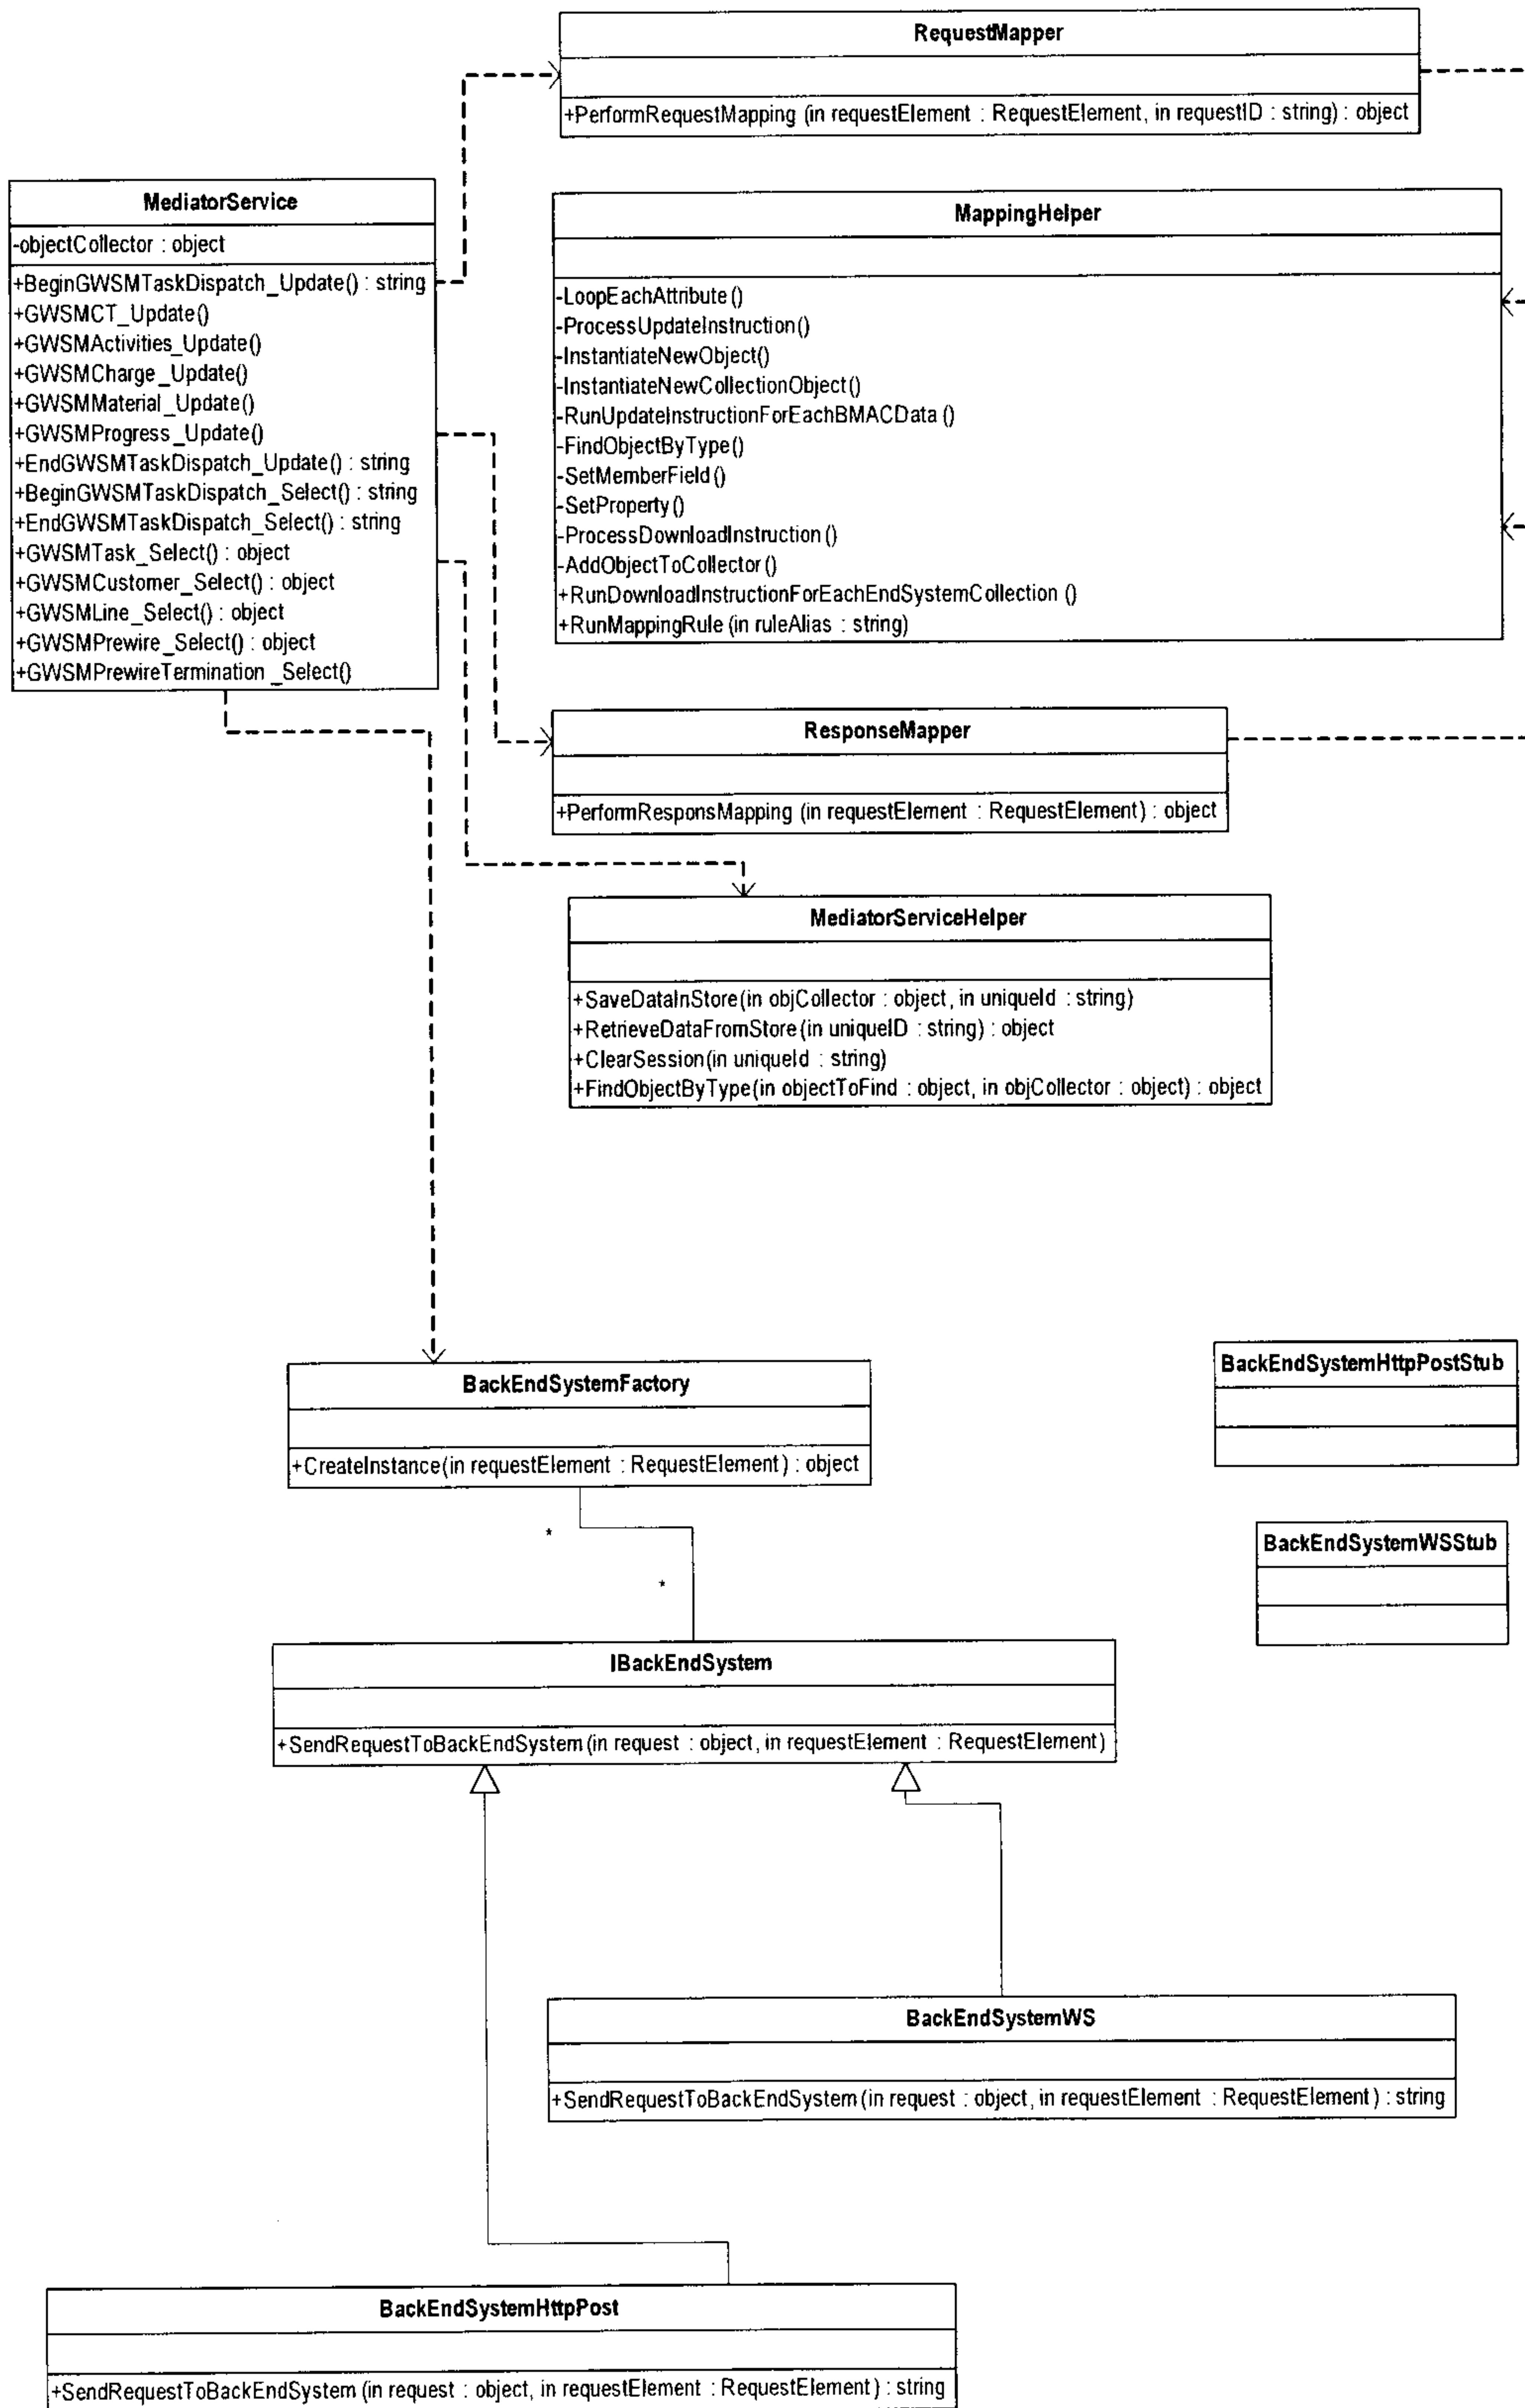 RequestMapper
+PerformRequestMapping (in requestElement : RequestElement, in requestID : string) : object
MediatorService
-objectCollector : object
+BeginGWSMTaskDispatch_Update() : string
+GWSMCT_Update()
+GWSMActivities_Update()
+GWSMCharge_Update()
+GWSMMaterial_Update()
+GWSMProgress_Update()
+EndGWSMTaskDispatch_Update() : string
+BeginGWSMTaskDispatch_Select() : string
+EndGWSMTaskDispatch_Select() : string
+GWSMTask_Select() : object
+GWSMCustomer_Select() : object
+GWSMLine_Select() : object
+GWSMPrewire_Select() : object
+GWSMPrewireTermination_Select()
MappingHelper
-LoopEachAttribute()
-ProcessUpdateInstruction()
-InstantiateNewObject()
-InstantiateNewCollectionObject()
-RunUpdateInstructionForEachBMACData()
-FindObjectByType()
-SetMemberField()
-SetProperty()
-ProcessDownloadInstruction()
-AddObjectToCollector()
+RunDownloadInstructionForEachEndSystemCollection()
+RunMappingRule(in ruleAlias : string)
ResponseMapper
+PerformResponsMapping (in requestElement : RequestElement) : object
MediatorServiceHelper
+SaveDataInStore(in objCollector : object, in uniqueId : string)
+RetrieveDataFromStore(in uniqueID : string) : object
+ClearSession(in uniqueId : string)
+FindObjectByType(in objectToFind : object, in objCollector : object) : object
BackEndSystemFactory
+CreateInstance(in requestElement : RequestElement) : object
BackEndSystemHttpPostStub
*
*
BackEndSystemWSStub
IBackEndSystem
+SendRequestToBackEndSystem(in request : object, in requestElement : RequestElement)
BackEndSystemWS
+SendRequestToBackEndSystem(in request : object, in requestElement : RequestElement) : string
BackEndSystemHttpPost
+SendRequestToBackEndSystem(in request : object, in requestElement : RequestElement) : string